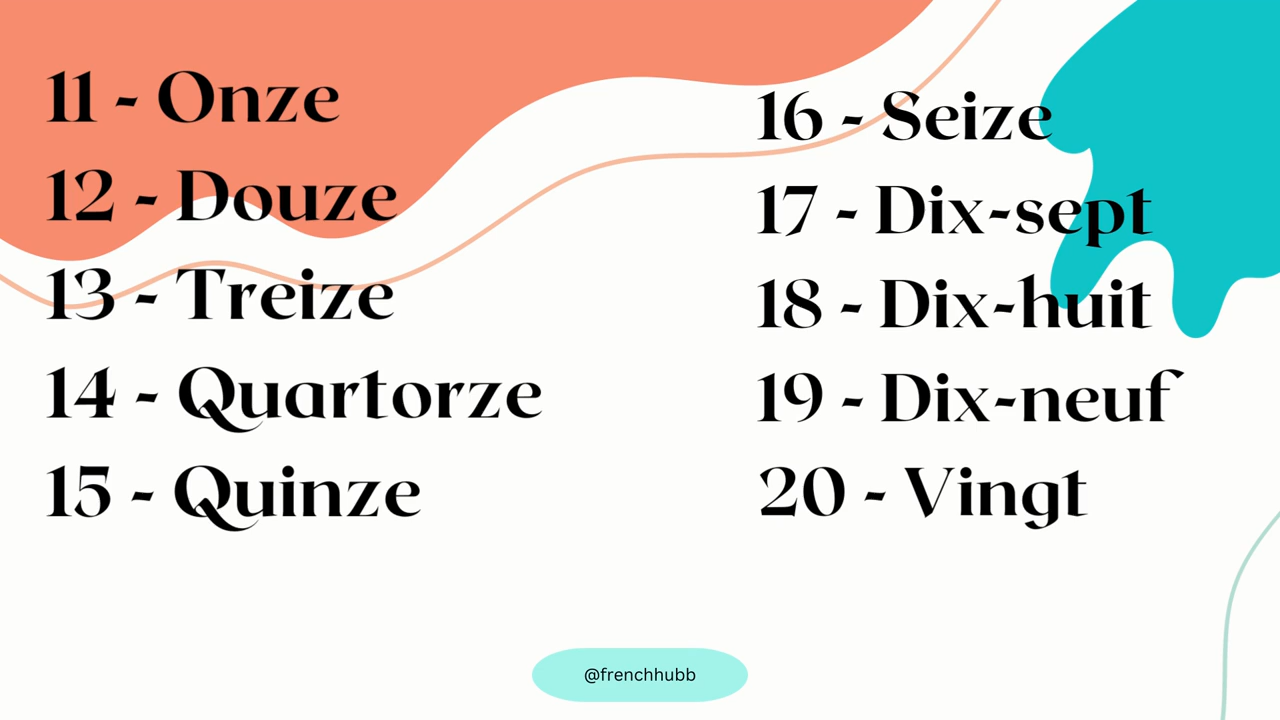 11 - Onze
12 - Douze
13 - Treize
14 - Quartorze
15 - Quinze
16 - Seize
17 - Dix-sept
18 - Dix-huit
19 - Dix-neuf
20 - Vingt
@frenchhubb